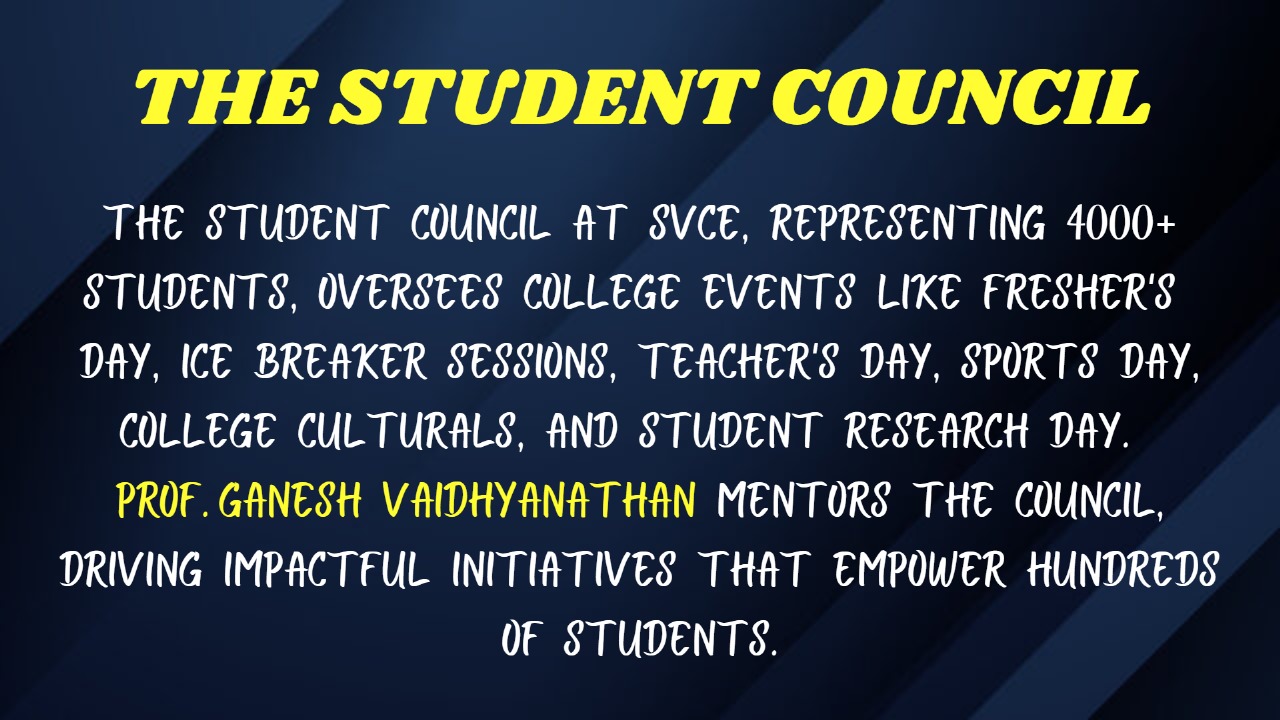 THE STUDENT COUNCIL
THE STUDENT COUNCIL AT SVCE, REPRESENTING 4000+
STUDENTS, OVERSEES COLLEGE EVENTS LIKE FRESHER'S
DAY, ICE BREAKER SESSIONS, TEACHER'S DAY, SPORTS DAY,
COLLEGE CULTURALS, AND STUDENT RESEARCH DAY.
PROF. GANESH VAIDHYANATHAN MENTORS THE COUNCIL,
DRIVING IMPACTFUL INITIATIVES THAT EMPOWER HUNDREDS
OF STUDENTS.